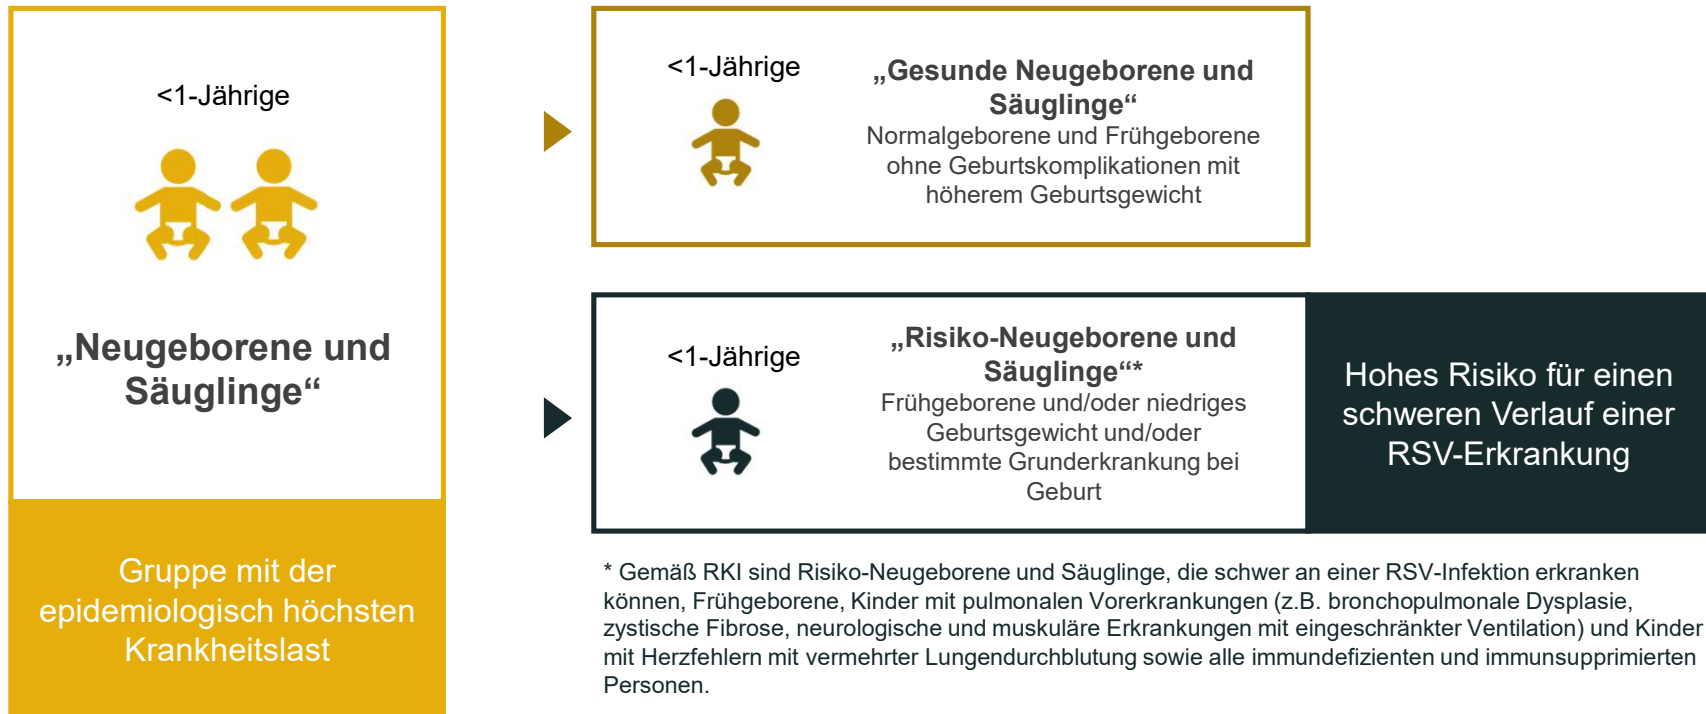 <1-Jährige
„Neugeborene und
Säuglinge“
Gruppe mit der
epidemiologisch höchsten
Krankheitslast
<1-Jährige
„Gesunde Neugeborene und
Säuglinge“
Normalgeborene und Frühgeborene
ohne Geburtskomplikationen mit
höherem Geburtsgewicht
<1-Jährige
„Risiko-Neugeborene und
Säuglinge“*
Frühgeborene und/oder niedriges
Geburtsgewicht und/oder
bestimmte Grunderkrankung bei
Geburt
Hohes Risiko für einen
schweren Verlauf einer
RSV-Erkrankung
* Gemäß RKI sind Risiko-Neugeborene und Säuglinge, die schwer an einer RSV-Infektion erkranken
können, Frühgeborene, Kinder mit pulmonalen Vorerkrankungen (z.B. bronchopulmonale Dysplasie,
zystische Fibrose, neurologische und muskuläre Erkrankungen mit eingeschränkter Ventilation) und Kinder
mit Herzfehlern mit vermehrter Lungendurchblutung sowie alle immundefizienten und immunsupprimierten
Personen.